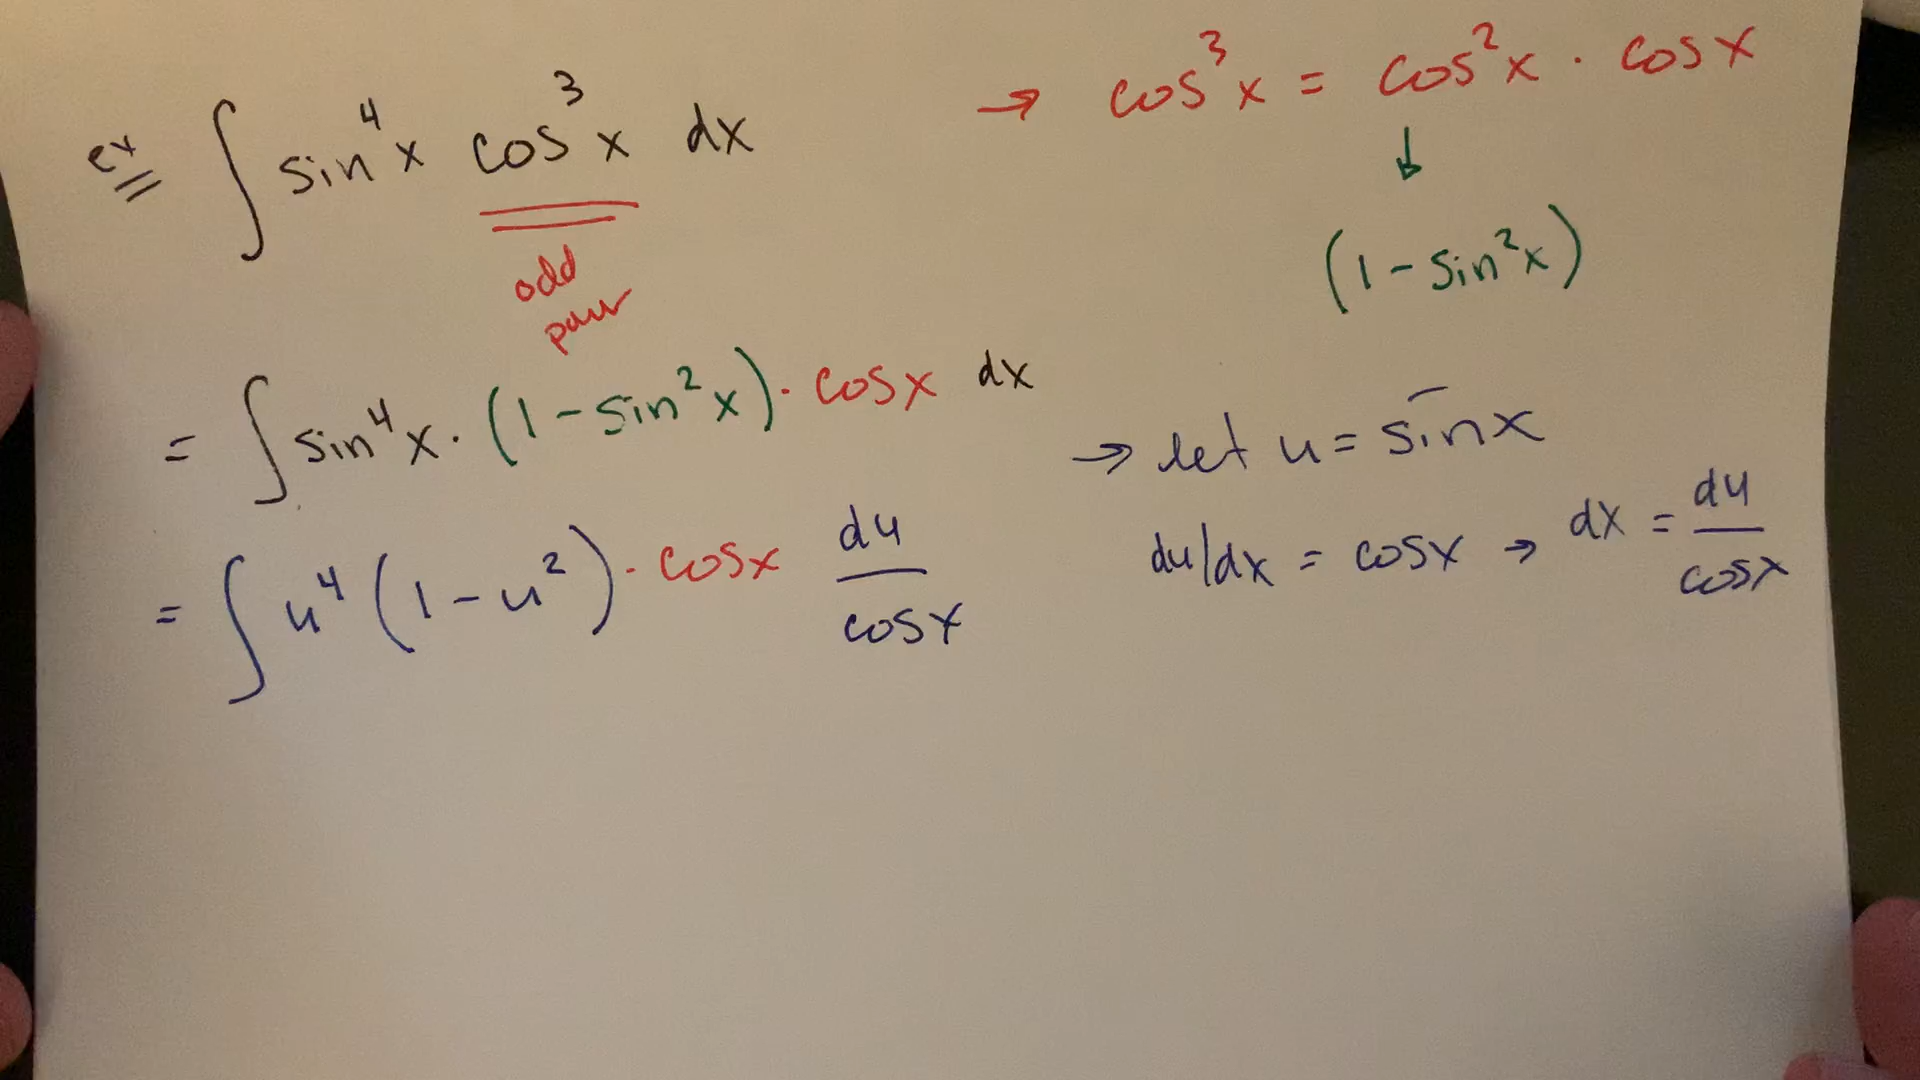 ex ∫ sin⁴x cos³x dx
odd
power
→ cos³x = cos²x · cosx
↓
(1 - sin²x)
= ∫ sin⁴x · (1 - sin²x) · cosx dx
→ let u = sinx
du/dx = cosx → dx = du/cosx
= ∫ u⁴(1 - u²) · cosx du/cosx